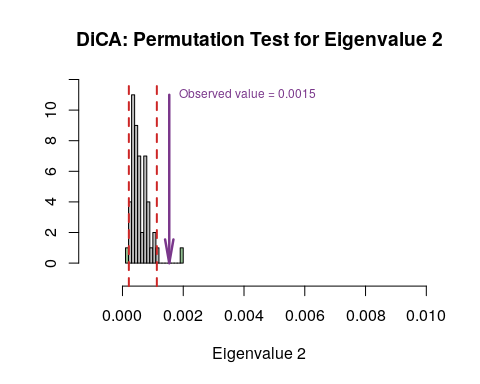 DiCA: Permutation Test for Eigenvalue 2
Observed value = 0.0015
10
8
6
4
2
0
0.000 0.002 0.004 0.006 0.008 0.010
Eigenvalue 2